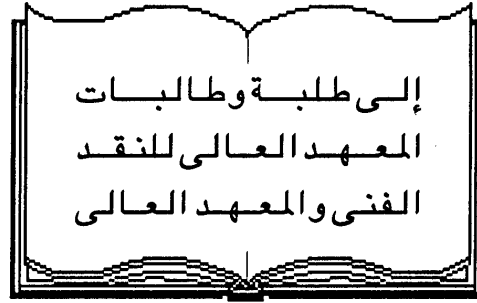 إلى طلبة وطالبات
المعهد العالى للنقد
الفنى والمعهد العالى